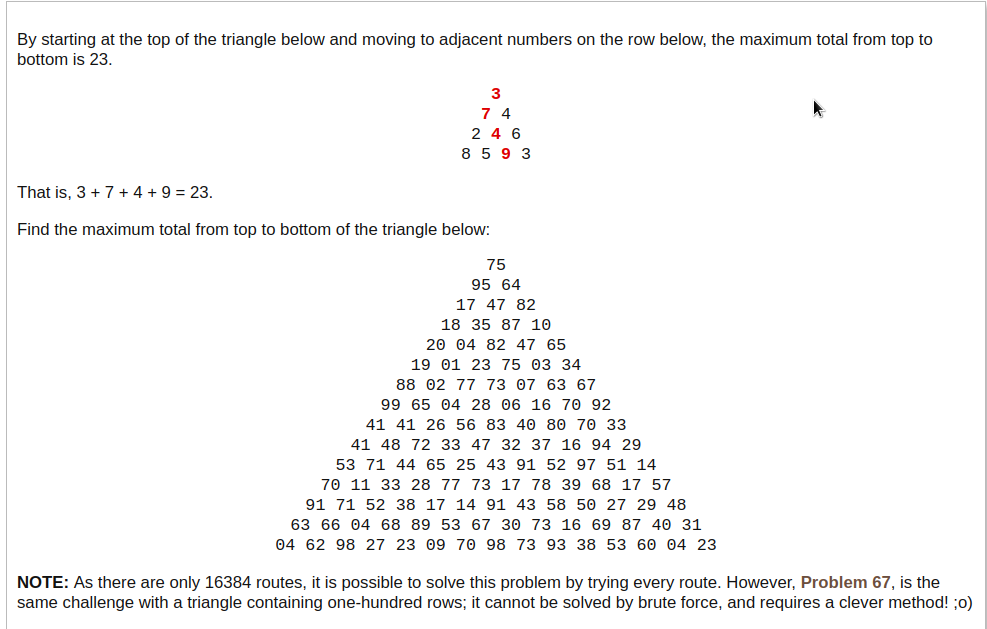 By starting at the top of the triangle below and moving to adjacent numbers on the row below, the maximum total from top to
bottom is 23.
3
7 4
2 4 6
8 5 9 3
That is, 3 + 7 + 4 + 9 = 23.
Find the maximum total from top to bottom of the triangle below:
75
95 64
17 47 82
18 35 87 10
20 04 82 47 65
19 01 23 75 03 34
88 02 77 73 07 63 67
99 65 04 28 06 16 70 92
41 41 26 56 83 40 80 70 33
41 48 72 33 47 32 37 16 94 29
53 71 44 65 25 43 91 52 97 51 14
70 11 33 28 77 73 17 78 39 68 17 57
91 71 52 38 17 14 91 43 58 50 27 29 48
63 66 04 68 89 53 67 30 73 16 69 87 40 31
04 62 98 27 23 09 70 98 73 93 38 53 60 04 23
NOTE: As there are only 16384 routes, it is possible to solve this problem by trying every route. However, Problem 67, is the
same challenge with a triangle containing one-hundred rows; it cannot be solved by brute force, and requires a clever method! ;o)